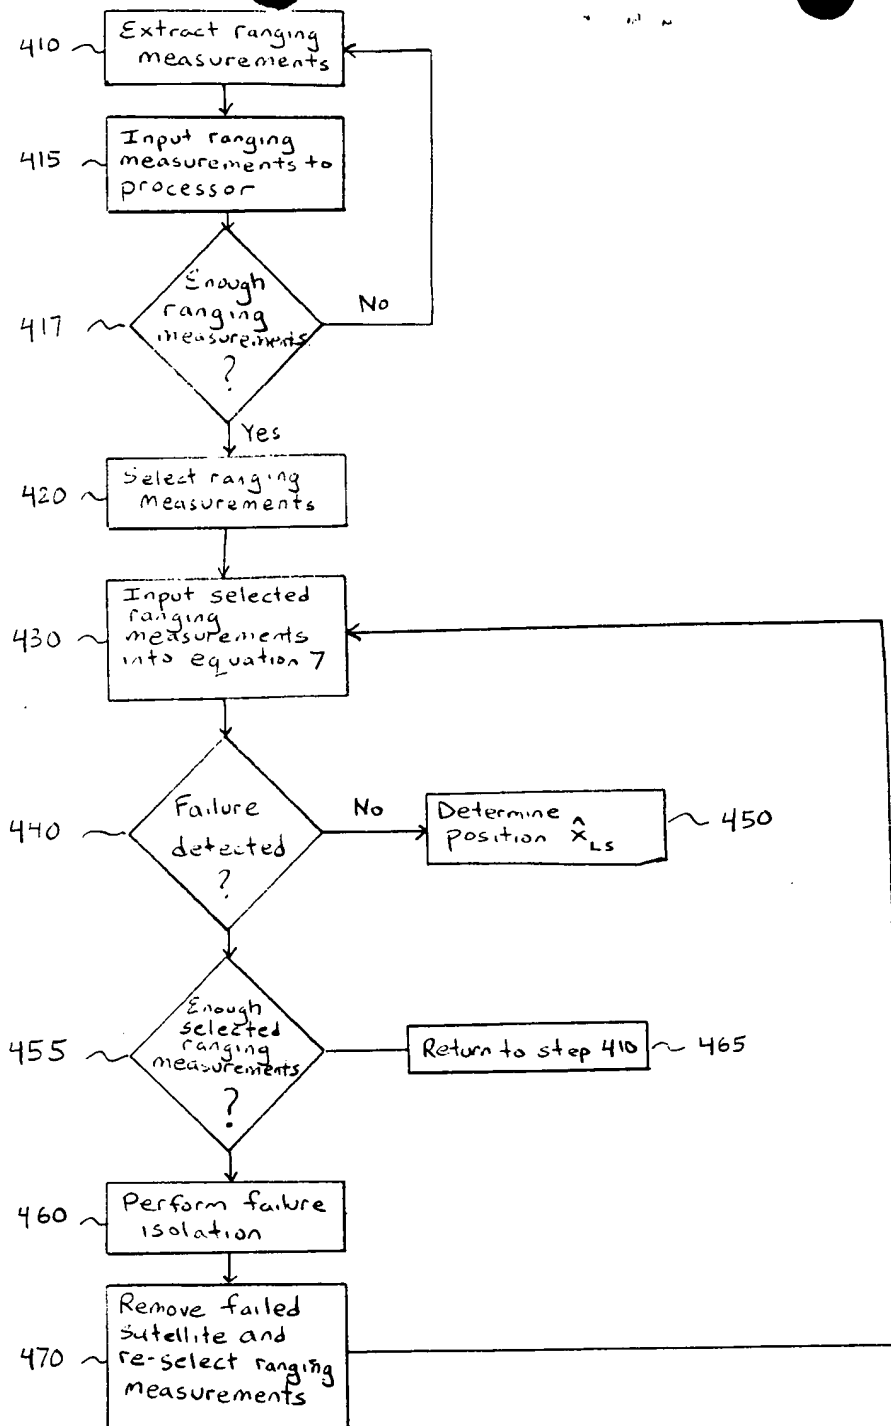 410
Extract ranging
measurements
415
Input ranging
measurements to
processor
417
Enough
ranging
measurements
?
No
Yes
420
Select ranging
measurements
430
Input selected
ranging
measurements
into equation 7
440
Failure
detected
?
No
Determine
position x̂LS
450
455
Enough
selected
ranging
measurements
?
Return to step 410
465
460
Perform failure
isolation
470
Remove failed
sutellite and
re-select ranging
measurements